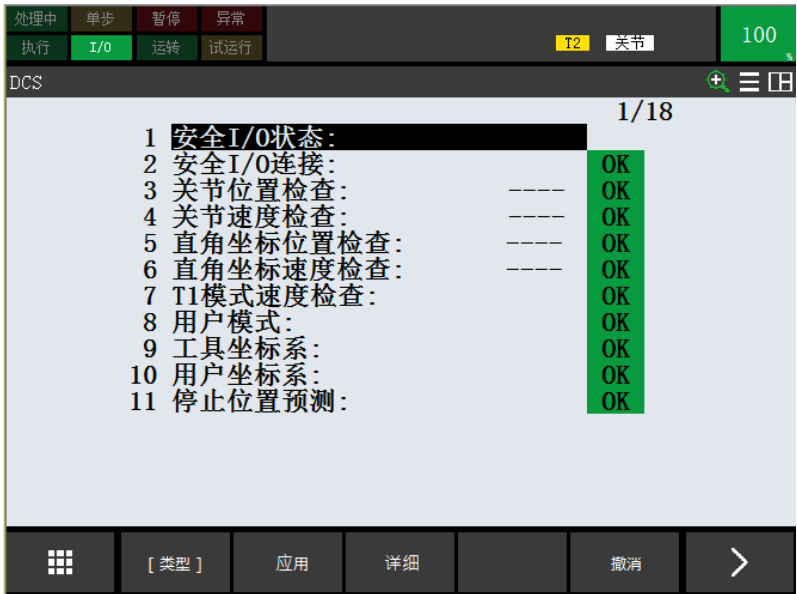 处理中 单步 暂停 异常
执行 I/O 运转 试运行 T2 关节 100 %
DCS
1/18
1 安全I/O状态:
2 安全I/O连接: OK
3 关节位置检查: ---- OK
4 关节速度检查: ---- OK
5 直角坐标位置检查: ---- OK
6 直角坐标速度检查: ---- OK
7 T1模式速度检查: OK
8 用户模式: OK
9 工具坐标系: OK
10 用户坐标系: OK
11 停止位置预测: OK
[ 类型 ] 应用 详细 撤消